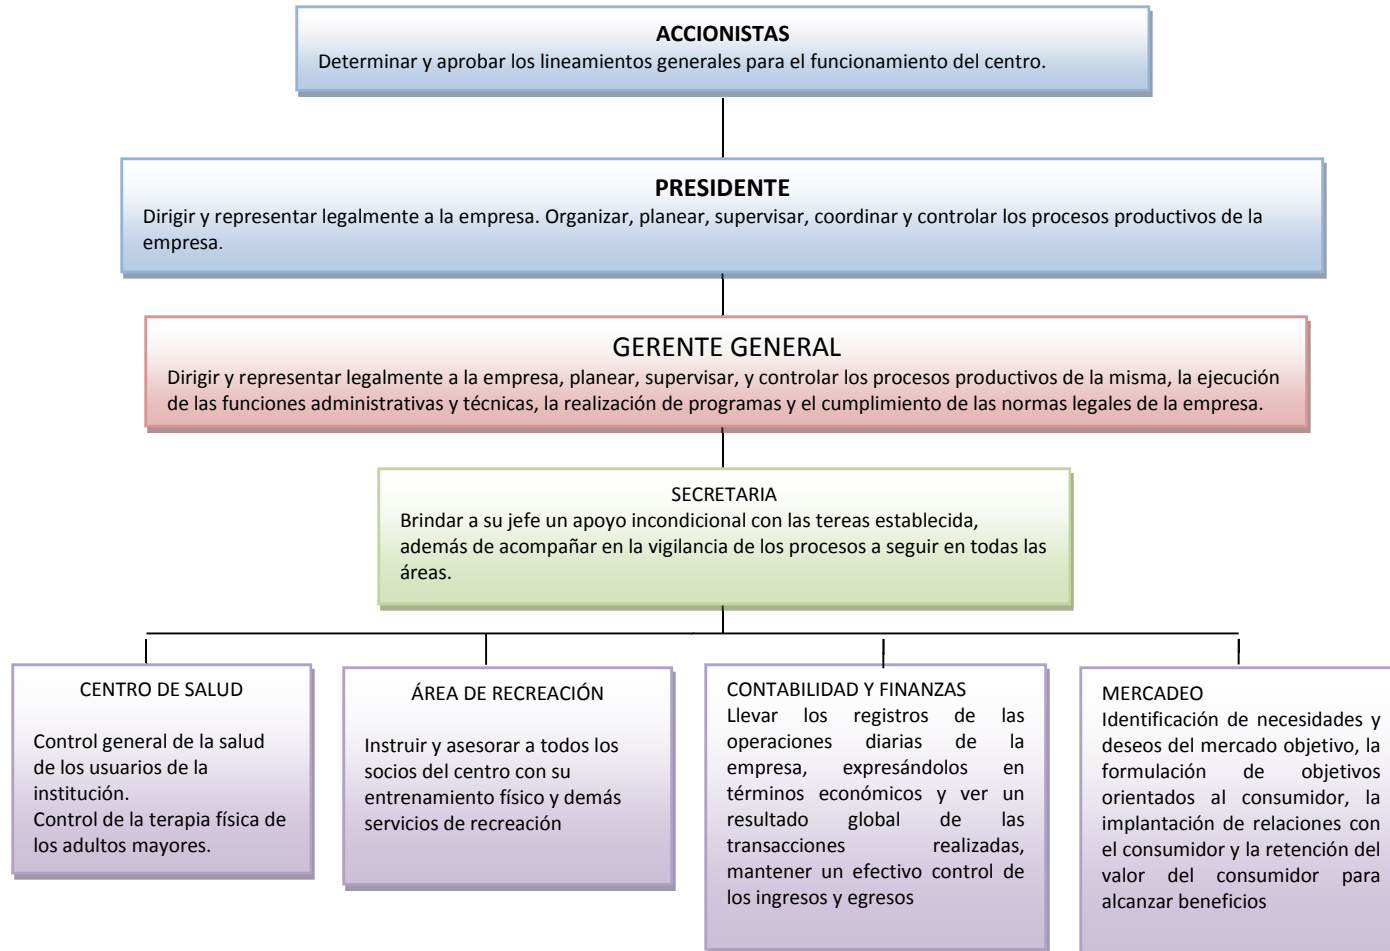 ACCIONISTAS
Determinar y aprobar los lineamientos generales para el funcionamiento del centro.
PRESIDENTE
Dirigir y representar legalmente a la empresa. Organizar, planear, supervisar, coordinar y controlar los procesos productivos de la
empresa.
GERENTE GENERAL
Dirigir y representar legalmente a la empresa, planear, supervisar, y controlar los procesos productivos de la misma, la ejecución
de las funciones administrativas y técnicas, la realización de programas y el cumplimiento de las normas legales de la empresa.
SECRETARIA
Brindar a su jefe un apoyo incondicional con las tereas establecida,
además de acompañar en la vigilancia de los procesos a seguir en todas las
áreas.
CENTRO DE SALUD
Control general de la salud
de los usuarios de la
institución.
Control de la terapia física de
los adultos mayores.
ÁREA DE RECREACIÓN
Instruir y asesorar a todos los
socios del centro con su
entrenamiento físico y demás
servicios de recreación
CONTABILIDAD Y FINANZAS
Llevar los registros de las
operaciones diarias de la
empresa, expresándolos en
términos económicos y ver un
resultado global de las
transacciones realizadas,
mantener un efectivo control de
los ingresos y egresos
MERCADEO
Identificación de necesidades y
deseos del mercado objetivo, la
formulación de objetivos
orientados al consumidor, la
implantación de relaciones con
el consumidor y la retención del
valor del consumidor para
alcanzar beneficios